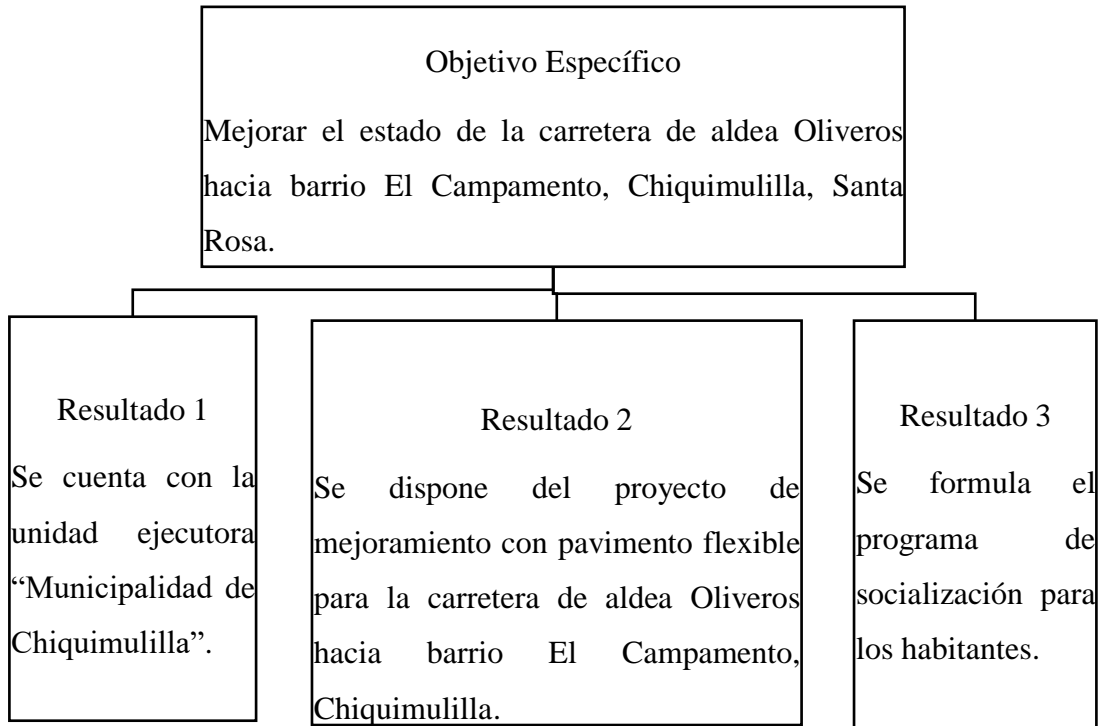 Objetivo Específico
Mejorar el estado de la carretera de aldea Oliveros
hacia barrio El Campamento, Chiquimulilla, Santa
Rosa.
Resultado 1
Se cuenta con la
unidad ejecutora
“Municipalidad de
Chiquimulilla”.
Resultado 2
Se dispone del proyecto de
mejoramiento con pavimento flexible
para la carretera de aldea Oliveros
hacia barrio El Campamento,
Chiquimulilla.
Resultado 3
Se formula el
programa de
socialización para
los habitantes.